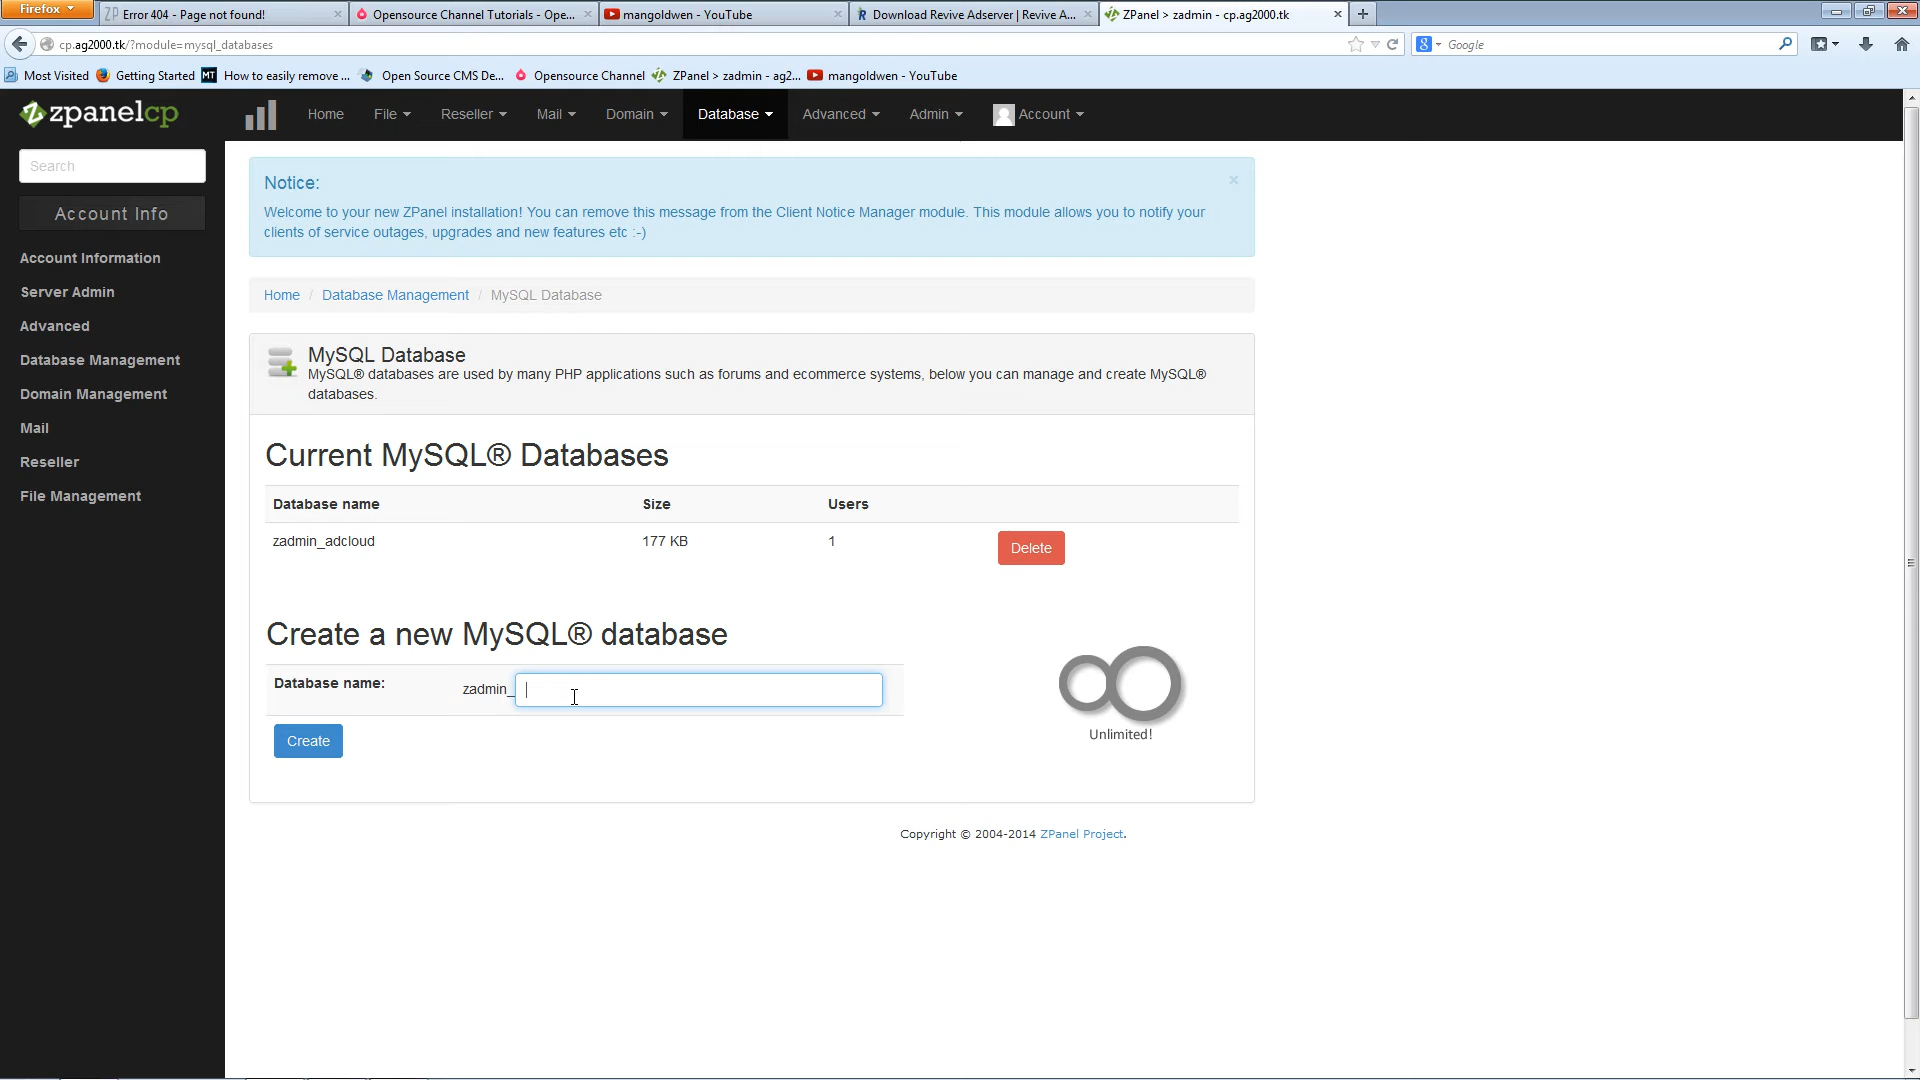 Firefox
Error 404 - Page not found!
Opensource Channel Tutorials - Ope...
mangoldwen - YouTube
Download Revive Adserver | Revive A...
ZPanel > zadmin - cp.ag2000.tk
cp.ag2000.tk/?module=mysql_databases
Google
Most Visited
Getting Started
How to easily remove ...
Open Source CMS De...
Opensource Channel
ZPanel > zadmin - ag2...
mangoldwen - YouTube
zpanelcp
Home
File
Reseller
Mail
Domain
Database
Advanced
Admin
Account
Search
Account Info
Account Information
Server Admin
Advanced
Database Management
Domain Management
Mail
Reseller
File Management
Notice:
Welcome to your new ZPanel installation! You can remove this message from the Client Notice Manager module. This module allows you to notify your
clients of service outages, upgrades and new features etc :-)
Home / Database Management / MySQL Database
MySQL Database
MySQL® databases are used by many PHP applications such as forums and ecommerce systems, below you can manage and create MySQL®
databases.
Current MySQL® Databases
Database name Size Users
zadmin_adcloud 177 KB 1 Delete
Create a new MySQL® database
Database name: zadmin_
Create
Unlimited!
Copyright © 2004-2014 ZPanel Project.